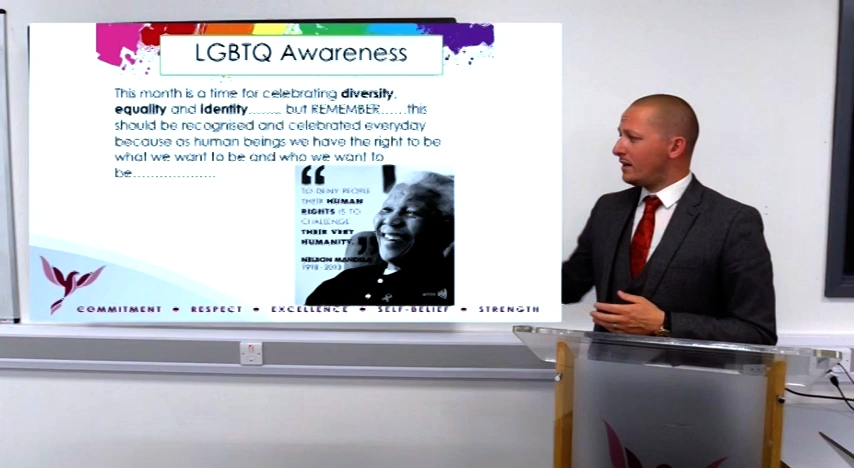 LGBTQ Awareness
This month is a time for celebrating diversity,
equality and identity........ but REMEMBER......this
should be recognised and celebrated everyday
because as human beings we have the right to be
what we want to be and who we want to
be...................
“
TO DENY PEOPLE
THEIR HUMAN
RIGHTS IS TO
CHALLENGE
THEIR VERY
HUMANITY.
NELSON MANDELA
1918 - 2013
COMMITMENT • RESPECT • EXCELLENCE • SELF-BELIEF • STRENGTH